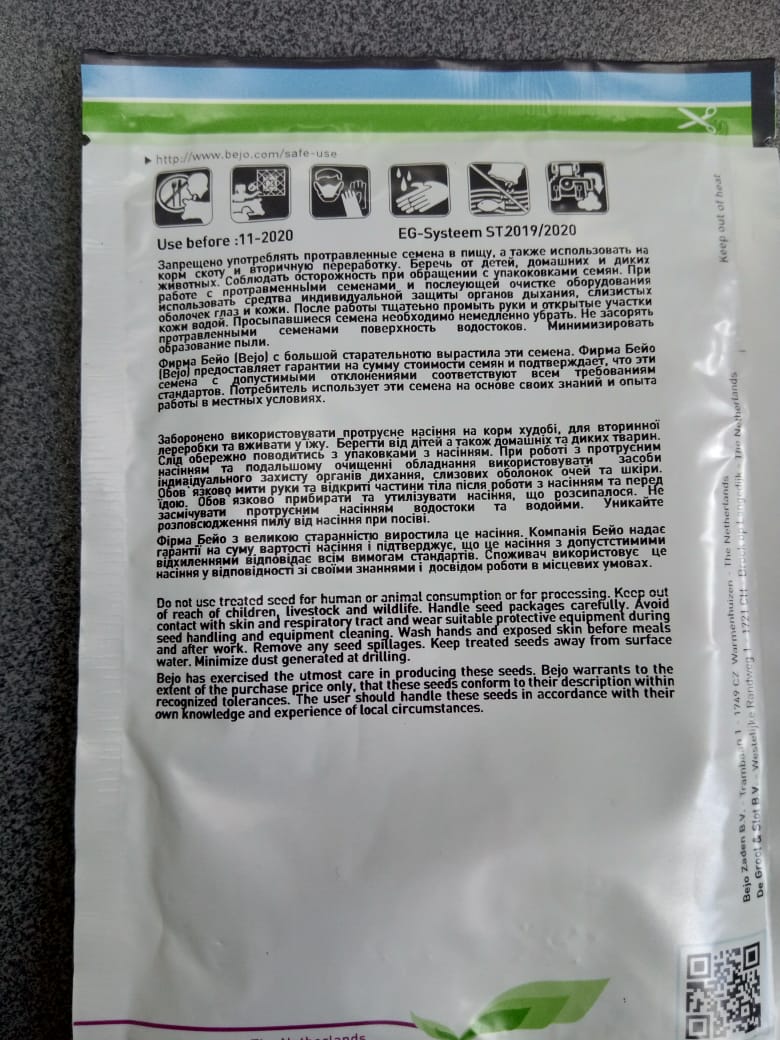 http://www.bejo.com/safe-use
Use before :11-2020 EG-Systeem ST2019/2020
Запрещено употреблять протравленые семена в пищу, а также использовать на
корм скоту и вторичную переработку. Беречь от детей, домашних и диких
животных. Соблюдать осторожность при обращении с упакоковками семян. При
работе с протравменными семенами и послеующей очистке оборудования
использовать средтва индивидуальной защиты органов дыхания, слизистых
оболочек глаз и кожи. После работы тщатетьно промыть руки и открытые участки
кожи водой. Просыпавшиеся семена необходимо немедленно убрать. Не засорять
протравленными семенами поверхность водостоков. Минимизировать
образование пыли.
Фирма Бейо (Bejo) с большой старательнотю вырастила эти семена. Фирма Бейо
(Bejo) предоставляет гарантии на сумму стоимости семян и подтверждает, что эти
семена с допустимыми отклонениями соответствуют всем требованиям
стандартов. Потребитель использует эти семена на основе своих знаний и опыта
работы в местных условиях.
Заборонено використовувати протруєне насіння на корм худобі, для вторинної
переробки та вживати у їжу. Берегти від дітей а також домашніх та диких тварин.
Слід обережно поводитись з упаковками з насінням. При роботі з протруєним
насінням та подальшому очищенні обладнання використовувати засоби
індивідуального захисту органів дихання, слизових оболонок очей та шкіри.
Обов'язково мити руки та відкриті частини тіла після роботи з насінням та перед
їдою. Обов'язково прибирати та утилізувати насіння, що розсипалося. Не
засмічувати протруєним насінням водостоки та водойми. Уникайте
розповсюдження пилу від насіння при посіві.
Фірма Бейо з великою старанністю виростила це насіння. Компанія Бейо надає
гарантії на суму вартості насіння і підтверджує, що це насіння з допустстимими
відхиленнями відповідає всім вимогам стандартів. Споживач використовує це
насіння у відповідності зі своїми знаннями і досвідом роботи в місцевих умовах.
Do not use treated seed for human or animal consumption or for processing. Keep out
of reach of children, livestock and wildlife. Handle seed packages carefully. Avoid
contact with skin and respiratory tract and wear suitable protective equipment during
seed handling and equipment cleaning. Wash hands and exposed skin before meals
and after work. Remove any seed spillages. Keep treated seeds away from surface
water. Minimize dust generated at drilling.
Bejo has exercised the utmost care in producing these seeds. Bejo warrants to the
extent of the purchase price only, that these seeds conform to their description within
recognized tolerances. The user should handle these seeds in accordance with their
own knowledge and experience of local circumstances.
Keep out of heat
Bejo Zaden B.V. - Trambaan 1 - 1749 CZ Warmenhuizen - The Netherlands
De Groot & Slot B.V. - Westelijke Randweg 1 - 1721 CH - Broek op Langedijk - The Netherlands
The Netherlands